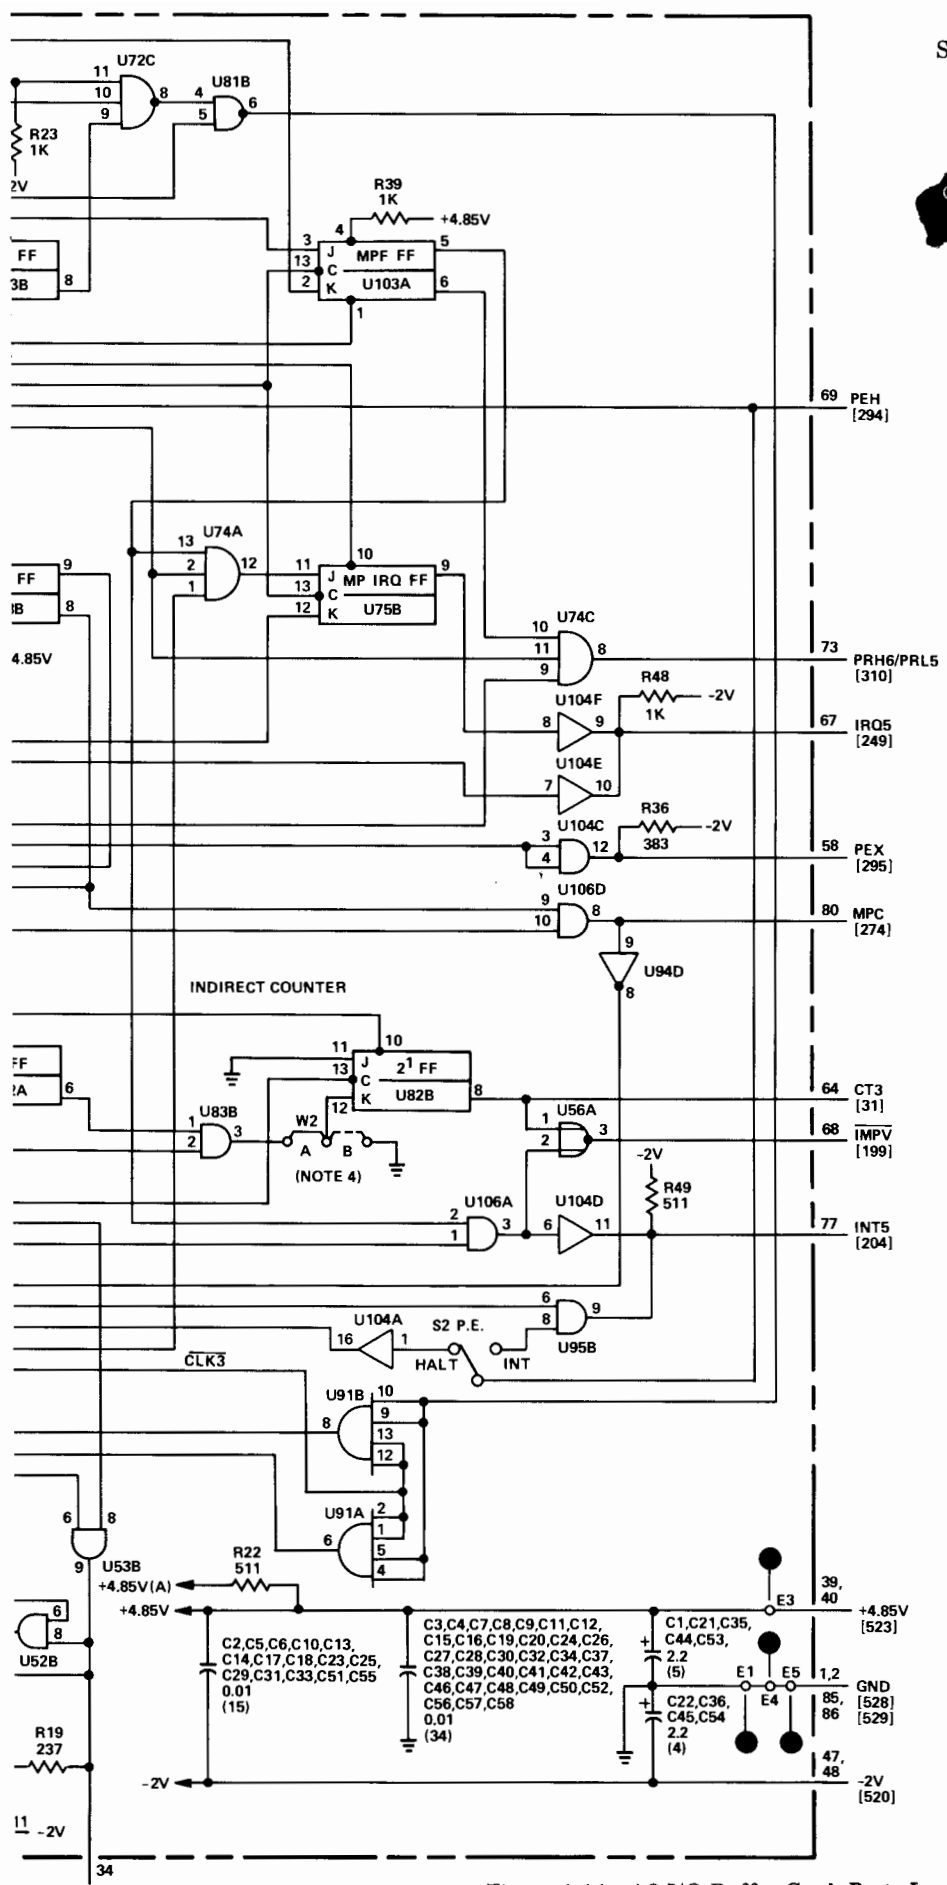 S
U72C
11
10
9
8
U81B
4
5
6
R23
1K
2V
R39
1K
+4.85V
4
3
13
2
J
C
K
MPF FF
U103A
5
6
1
FF
3B
8
69
PEH
[294]
U74A
13
2
1
12
10
11
13
12
J
C
K
MP IRQ FF
U75B
9
FF
9
8
4.85V
U74C
10
11
9
8
73
PRH6/PRL5
[310]
R48
1K
-2V
U104F
8
9
67
IRQ5
[249]
U104E
7
10
R36
383
-2V
U104C
3
4
12
58
PEX
[295]
U106D
9
10
8
80
MPC
[274]
9
U94D
8
INDIRECT COUNTER
10
11
13
12
J
C
K
2¹ FF
U82B
8
64
CT3
[31]
FF
2A
6
U83B
1
2
3
W2
A
B
(NOTE 4)
U56A
1
2
3
68
IMPV
[199]
-2V
R49
511
U106A
2
1
3
U104D
6
11
77
INT5
[204]
6
8
9
U95B
U104A
16
1
S2 P.E.
HALT
INT
CLK3
U91B
8
10
9
13
12
U91A
6
2
1
5
4
6
8
9
U53B
R22
511
+4.85V(A)
+4.85V
E3
39,
40
+4.85V
[523]
6
8
U52B
C2,C5,C6,C10,C13,
C14,C17,C18,C23,C25,
C29,C31,C33,C51,C55
0.01
(15)
C3,C4,C7,C8,C9,C11,C12,
C15,C16,C19,C20,C24,C26,
C27,C28,C30,C32,C34,C37,
C38,C39,C40,C41,C42,C43,
C46,C47,C48,C49,C50,C52,
C56,C57,C58
0.01
(34)
C1,C21,C35,
C44,C53,
2.2
(5)
+
C22,C36,
C45,C54
2.2
(4)
+
E1
E4
E5
1,2
85,
86
GND
[528]
[529]
R19
237
-2V
47,
48
-2V
[520]
11
-2V
34